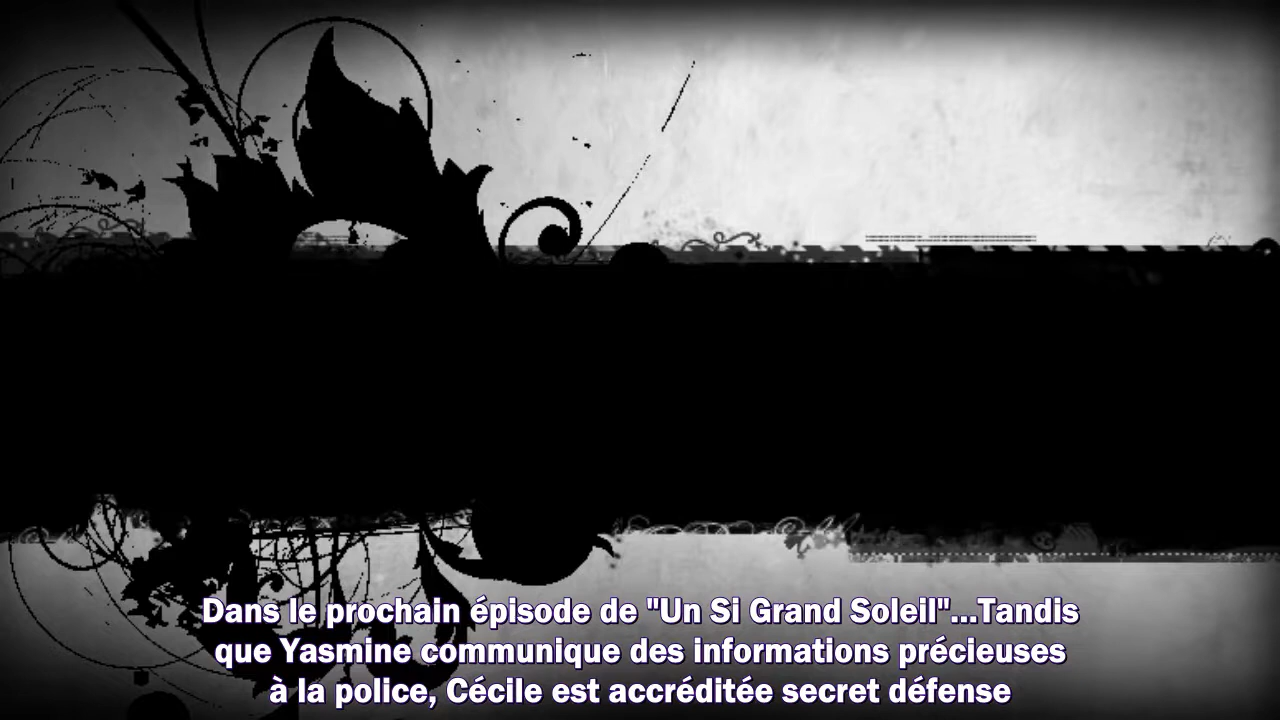 Dans le prochain épisode de "Un Si Grand Soleil"...Tandis
que Yasmine communique des informations précieuses
à la police, Cécile est accréditée secret défense